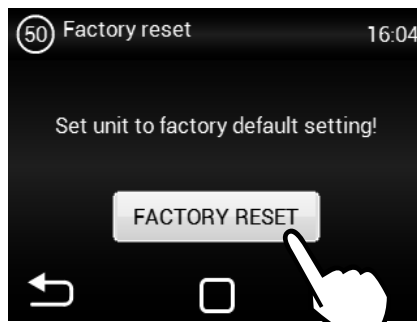 50 Factory reset 16:04
Set unit to factory default setting!
FACTORY RESET